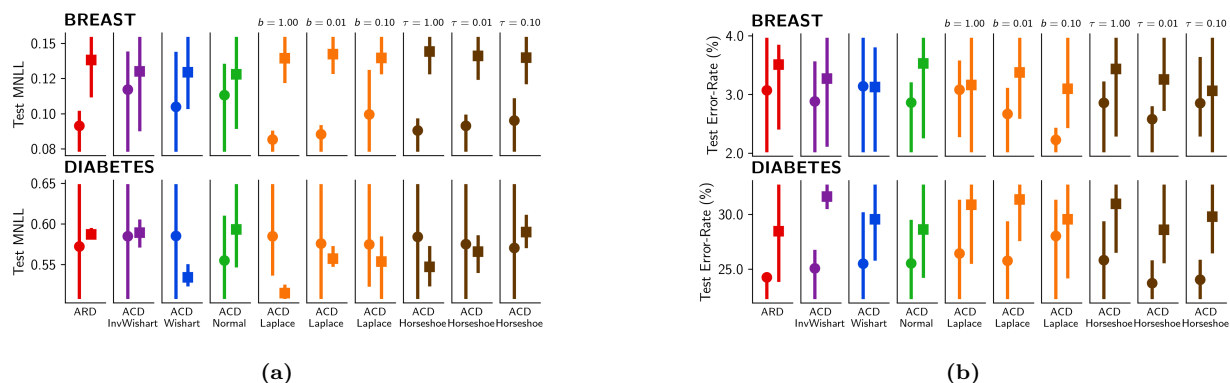 BREAST
b = 1.00 b = 0.01 b = 0.10 τ = 1.00 τ = 0.01 τ = 0.10
Test MNLL
0.15
0.12
0.10
0.08
DIABETES
Test MNLL
0.65
0.60
0.55
ARD ACD InvWishart ACD Wishart ACD Normal ACD Laplace ACD Laplace ACD Laplace ACD Horseshoe ACD Horseshoe ACD Horseshoe
(a)
BREAST
b = 1.00 b = 0.01 b = 0.10 τ = 1.00 τ = 0.01 τ = 0.10
Test Error-Rate (%)
4.0
3.0
2.0
DIABETES
Test Error-Rate (%)
30.0
25.0
ARD ACD InvWishart ACD Wishart ACD Normal ACD Laplace ACD Laplace ACD Laplace ACD Horseshoe ACD Horseshoe ACD Horseshoe
(b)